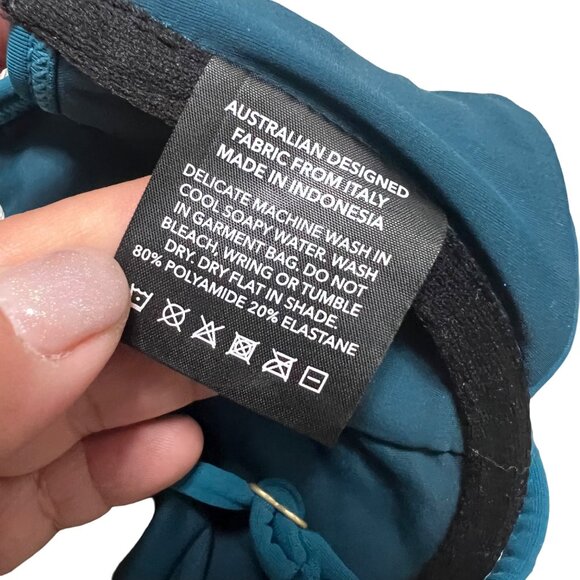 AUSTRALIAN DESIGNED
FABRIC FROM ITALY
MADE IN INDONESIA
DELICATE MACHINE WASH IN
COOL SOAPY WATER. WASH
IN GARMENT BAG. DO NOT
BLEACH, WRING OR TUMBLE
DRY. DRY FLAT IN SHADE.
80% POLYAMIDE 20% ELASTANE